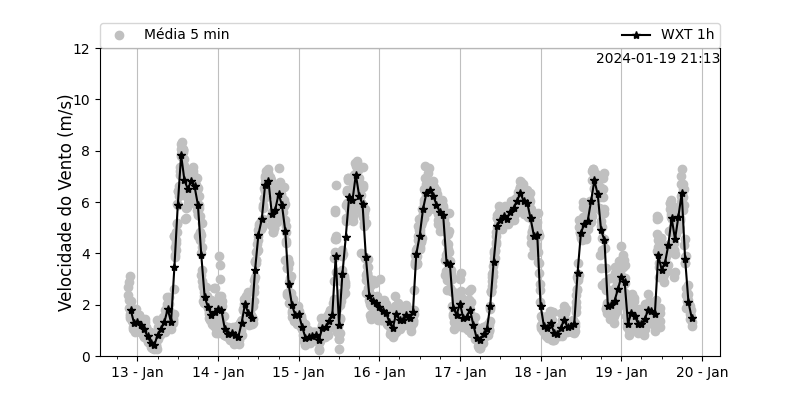 Média 5 min
WXT 1h
2024-01-19 21:13
Velocidade do Vento (m/s)
12
10
8
6
4
2
0
13 - Jan
14 - Jan
15 - Jan
16 - Jan
17 - Jan
18 - Jan
19 - Jan
20 - Jan